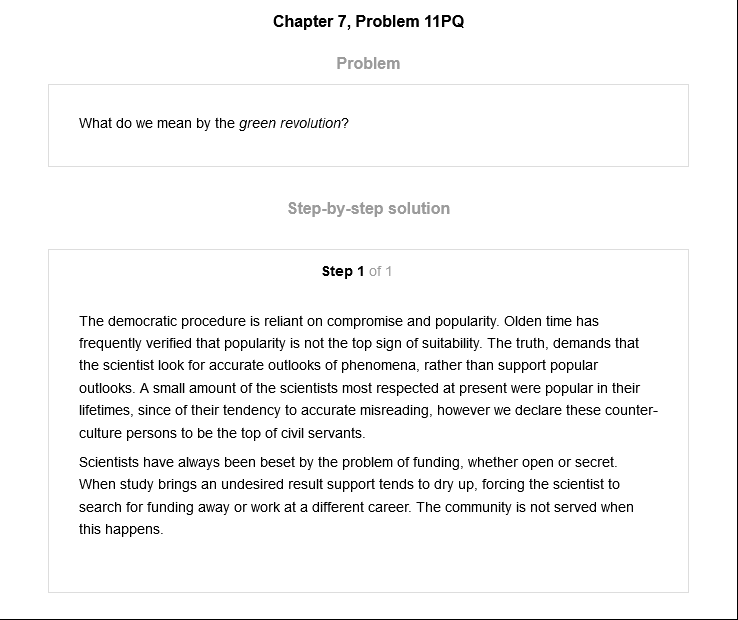 Chapter 7, Problem 11PQ
Problem
What do we mean by the green revolution?
Step-by-step solution
Step 1 of 1
The democratic procedure is reliant on compromise and popularity. Olden time has
frequently verified that popularity is not the top sign of suitability. The truth, demands that
the scientist look for accurate outlooks of phenomena, rather than support popular
outlooks. A small amount of the scientists most respected at present were popular in their
lifetimes, since of their tendency to accurate misreading, however we declare these counter-
culture persons to be the top of civil servants.
Scientists have always been beset by the problem of funding, whether open or secret.
When study brings an undesired result support tends to dry up, forcing the scientist to
search for funding away or work at a different career. The community is not served when
this happens.